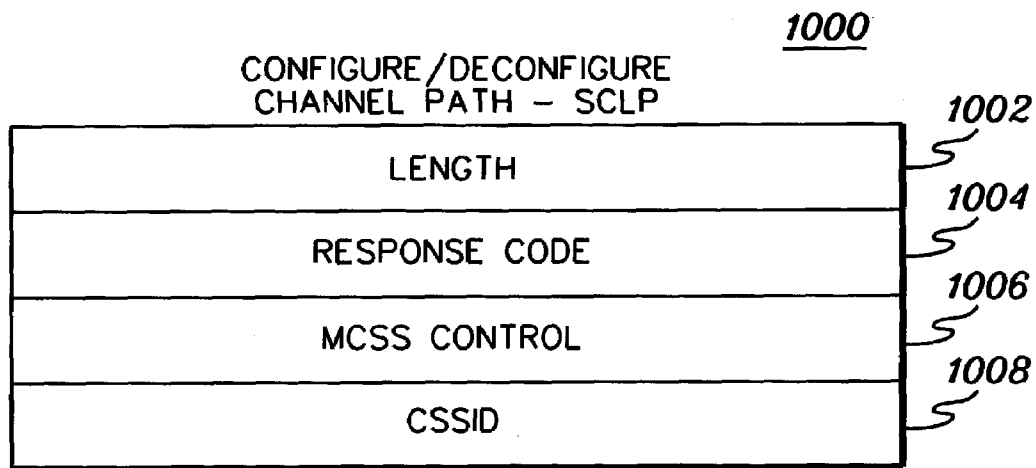 1000
CONFIGURE/DECONFIGURE
CHANNEL PATH - SCLP
1002
LENGTH
1004
RESPONSE CODE
1006
MCSS CONTROL
1008
CSSID